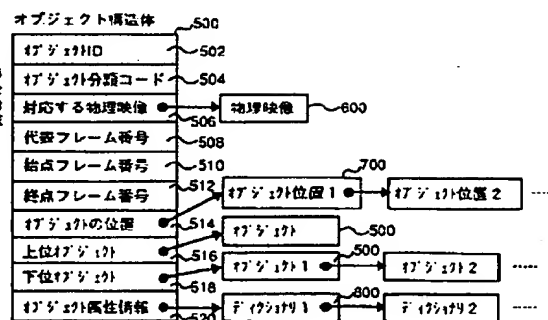 オブジェクト構造体 500
オブジェクトID 502
オブジェクト分類コード 504
対応する物理映像 506 物理映像 600
代表フレーム番号 508
始点フレーム番号 510
終点フレーム番号 512
オブジェクトの位置 514 700 オブジェクト位置1 オブジェクト位置2
上位オブジェクト 516 オブジェクト 500
下位オブジェクト 518 500 オブジェクト1 オブジェクト2
オブジェクト属性情報 520 800 ディクショナリ1 ディクショナリ2